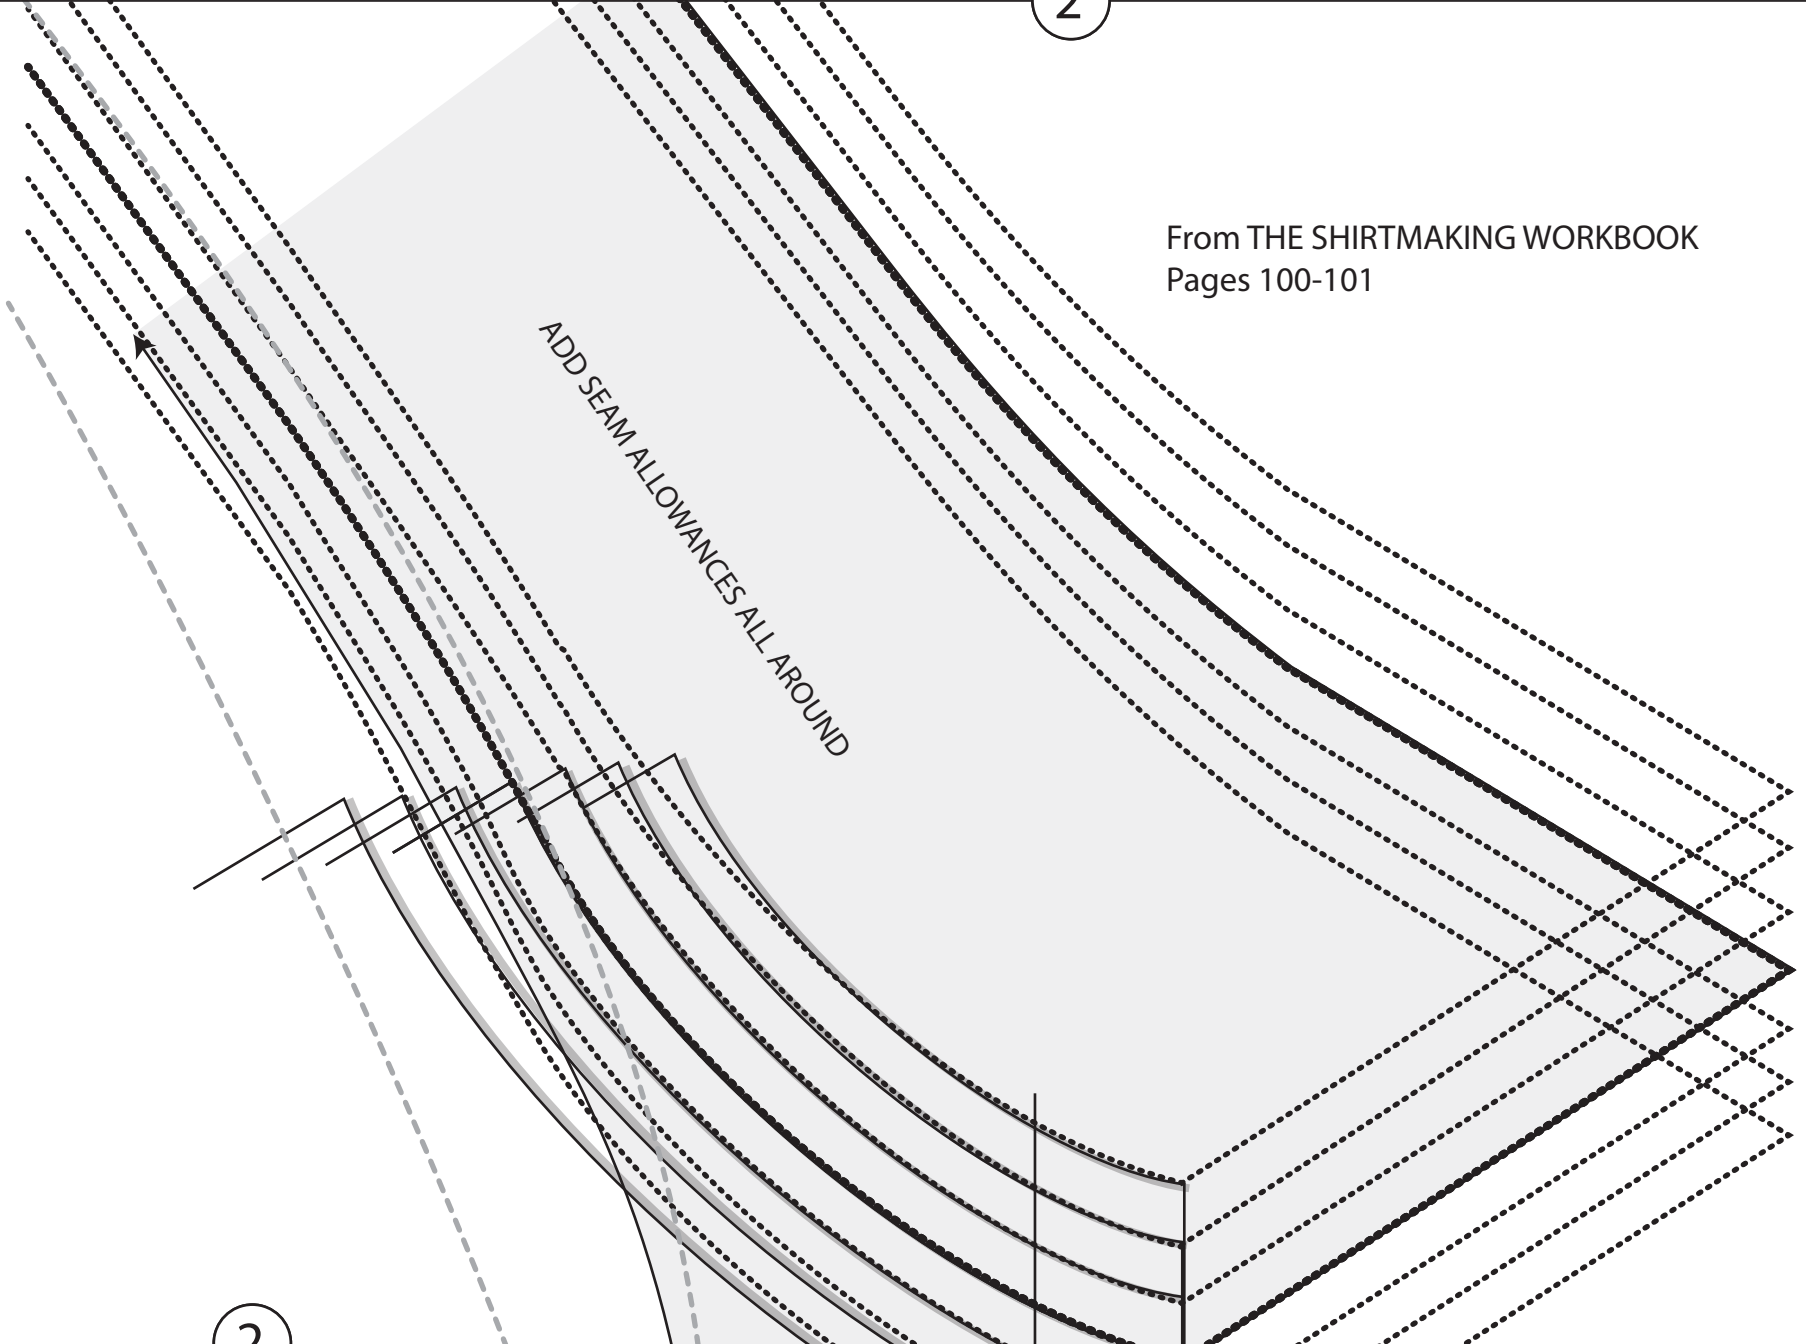 2
From THE SHIRTMAKING WORKBOOK
Pages 100-101
ADD SEAM ALLOWANCES ALL AROUND
2